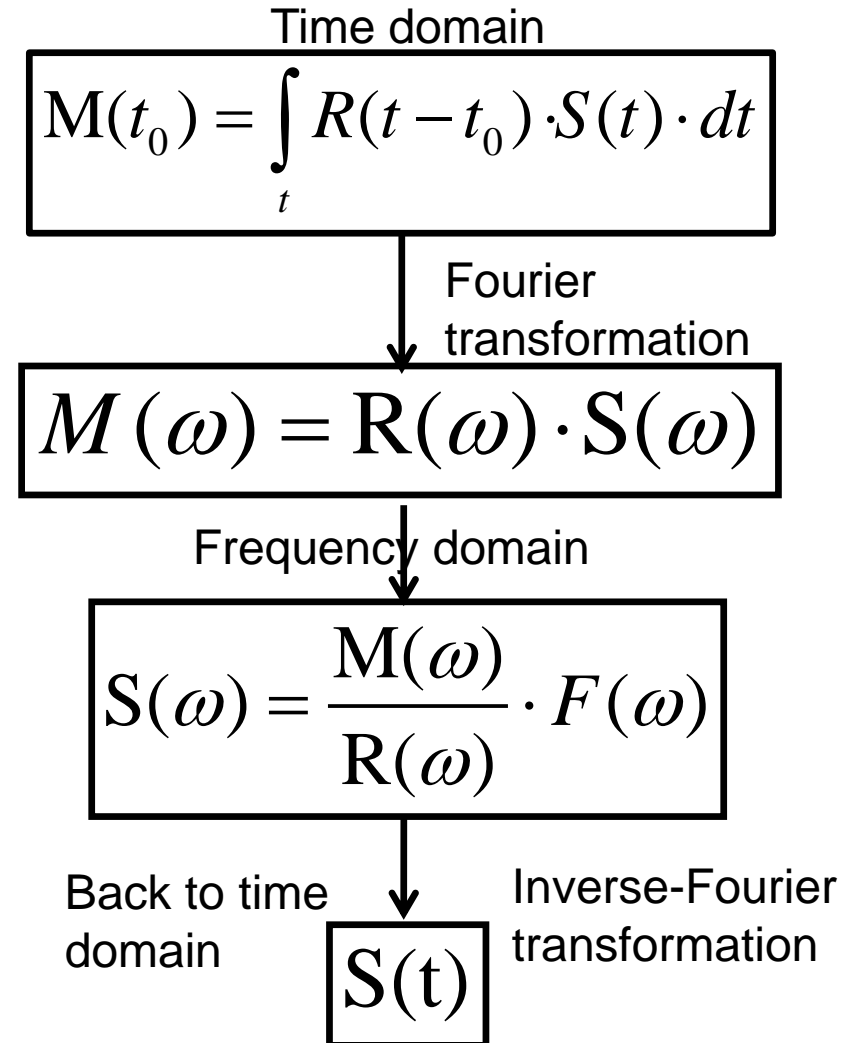 Time domain
M(t₀) = ∫ R(t − t₀) · S(t) · dt
t
Fourier
transformation
M(ω) = R(ω) · S(ω)
Frequency domain
S(ω) = M(ω) / R(ω) · F(ω)
Back to time
domain
Inverse-Fourier
transformation
S(t)